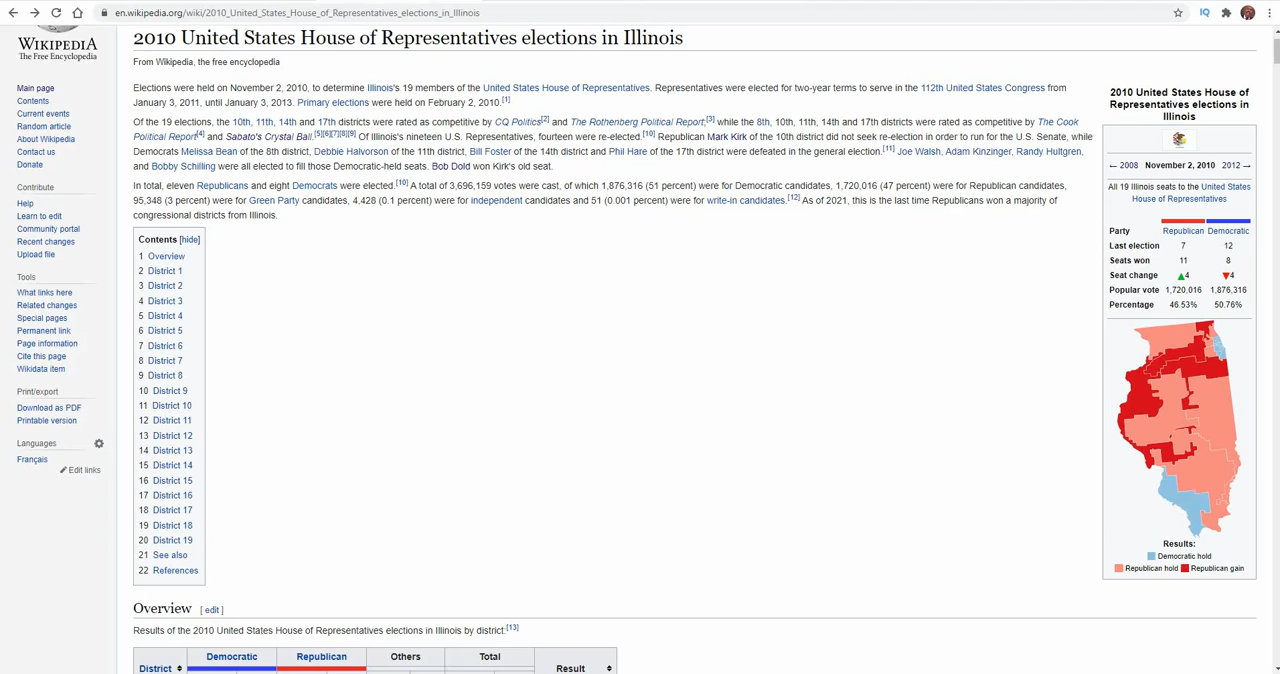 en.wikipedia.org/wiki/2010_United_States_House_of_Representatives_elections_in_Illinois
WIKIPEDIA
The Free Encyclopedia
Main page
Contents
Current events
Random article
About Wikipedia
Contact us
Donate
Contribute
Help
Learn to edit
Community portal
Recent changes
Upload file
Tools
What links here
Related changes
Special pages
Permanent link
Page information
Cite this page
Wikidata item
Print/export
Download as PDF
Printable version
Languages
Français
Edit links
2010 United States House of Representatives elections in Illinois
From Wikipedia, the free encyclopedia
Elections were held on November 2, 2010, to determine Illinois's 19 members of the United States House of Representatives. Representatives were elected for two-year terms to serve in the 112th United States Congress from
January 3, 2011, until January 3, 2013. Primary elections were held on February 2, 2010.[1]
Of the 19 elections, the 10th, 11th, 14th and 17th districts were rated as competitive by CQ Politics[2] and The Rothenberg Political Report;[3] while the 8th, 10th, 11th, 14th and 17th districts were rated as competitive by The Cook
Political Report[4] and Sabato's Crystal Ball.[5][6][7][8][9] Of Illinois's nineteen U.S. Representatives, fourteen were re-elected.[10] Republican Mark Kirk of the 10th district did not seek re-election in order to run for the U.S. Senate, while
Democrats Melissa Bean of the 8th district, Debbie Halvorson of the 11th district, Bill Foster of the 14th district and Phil Hare of the 17th district were defeated in the general election.[11] Joe Walsh, Adam Kinzinger, Randy Hultgren,
and Bobby Schilling were all elected to fill those Democratic-held seats. Bob Dold won Kirk's old seat.
In total, eleven Republicans and eight Democrats were elected.[10] A total of 3,696,159 votes were cast, of which 1,876,316 (51 percent) were for Democratic candidates, 1,720,016 (47 percent) were for Republican candidates,
95,348 (3 percent) were for Green Party candidates, 4,428 (0.1 percent) were for independent candidates and 51 (0.001 percent) were for write-in candidates.[12] As of 2021, this is the last time Republicans won a majority of
congressional districts from Illinois.
Contents [hide]
1 Overview
2 District 1
3 District 2
4 District 3
5 District 4
6 District 5
7 District 6
8 District 7
9 District 8
10 District 9
11 District 10
12 District 11
13 District 12
14 District 13
15 District 14
16 District 15
17 District 16
18 District 17
19 District 18
20 District 19
21 See also
22 References
Overview [ edit ]
Results of the 2010 United States House of Representatives elections in Illinois by district:[13]
District Democratic Republican Others Total Result
2010 United States House of
Representatives elections in
Illinois
← 2008 November 2, 2010 2012 →
All 19 Illinois seats to the United States
House of Representatives
Party Republican Democratic
Last election 7 12
Seats won 11 8
Seat change ▲4 ▼4
Popular vote 1,720,016 1,876,316
Percentage 46.53% 50.76%
Results:
Democratic hold
Republican hold Republican gain